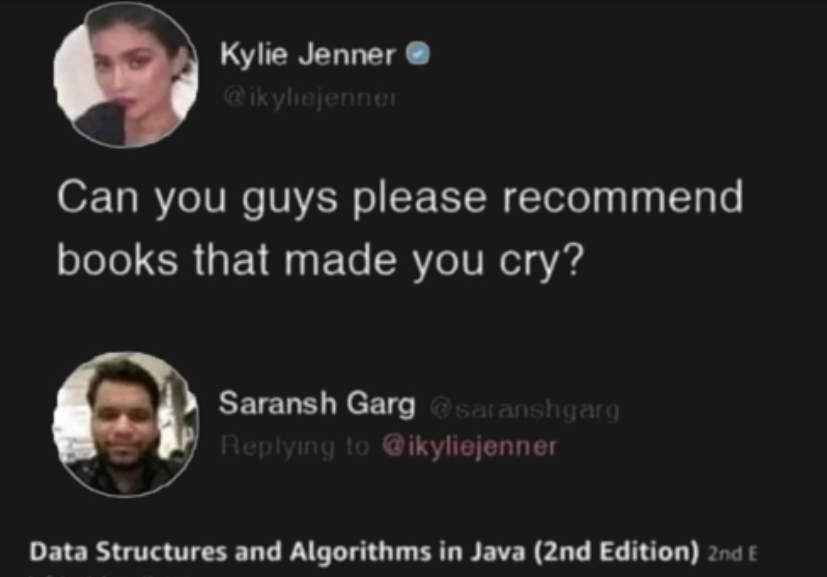 Kylie Jenner
@ikyliejenner
Can you guys please recommend
books that made you cry?
Saransh Garg @saranshgarg
Replying to @ikyliejenner
Data Structures and Algorithms in Java (2nd Edition) 2nd E